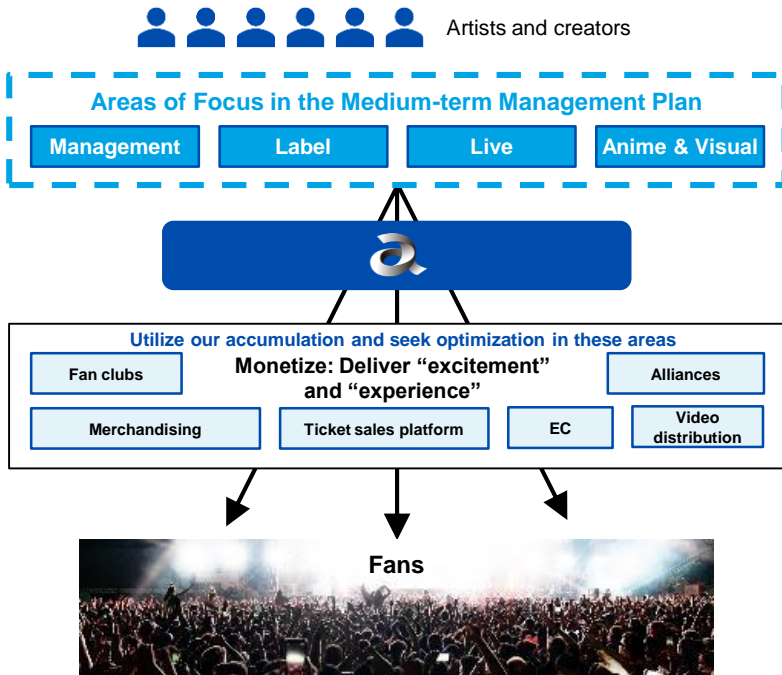 Artists and creators
Areas of Focus in the Medium-term Management Plan
Management
Label
Live
Anime & Visual
a
Utilize our accumulation and seek optimization in these areas
Monetize: Deliver “excitement”
and “experience”
Fan clubs
Alliances
Merchandising
Ticket sales platform
EC
Video
distribution
Fans